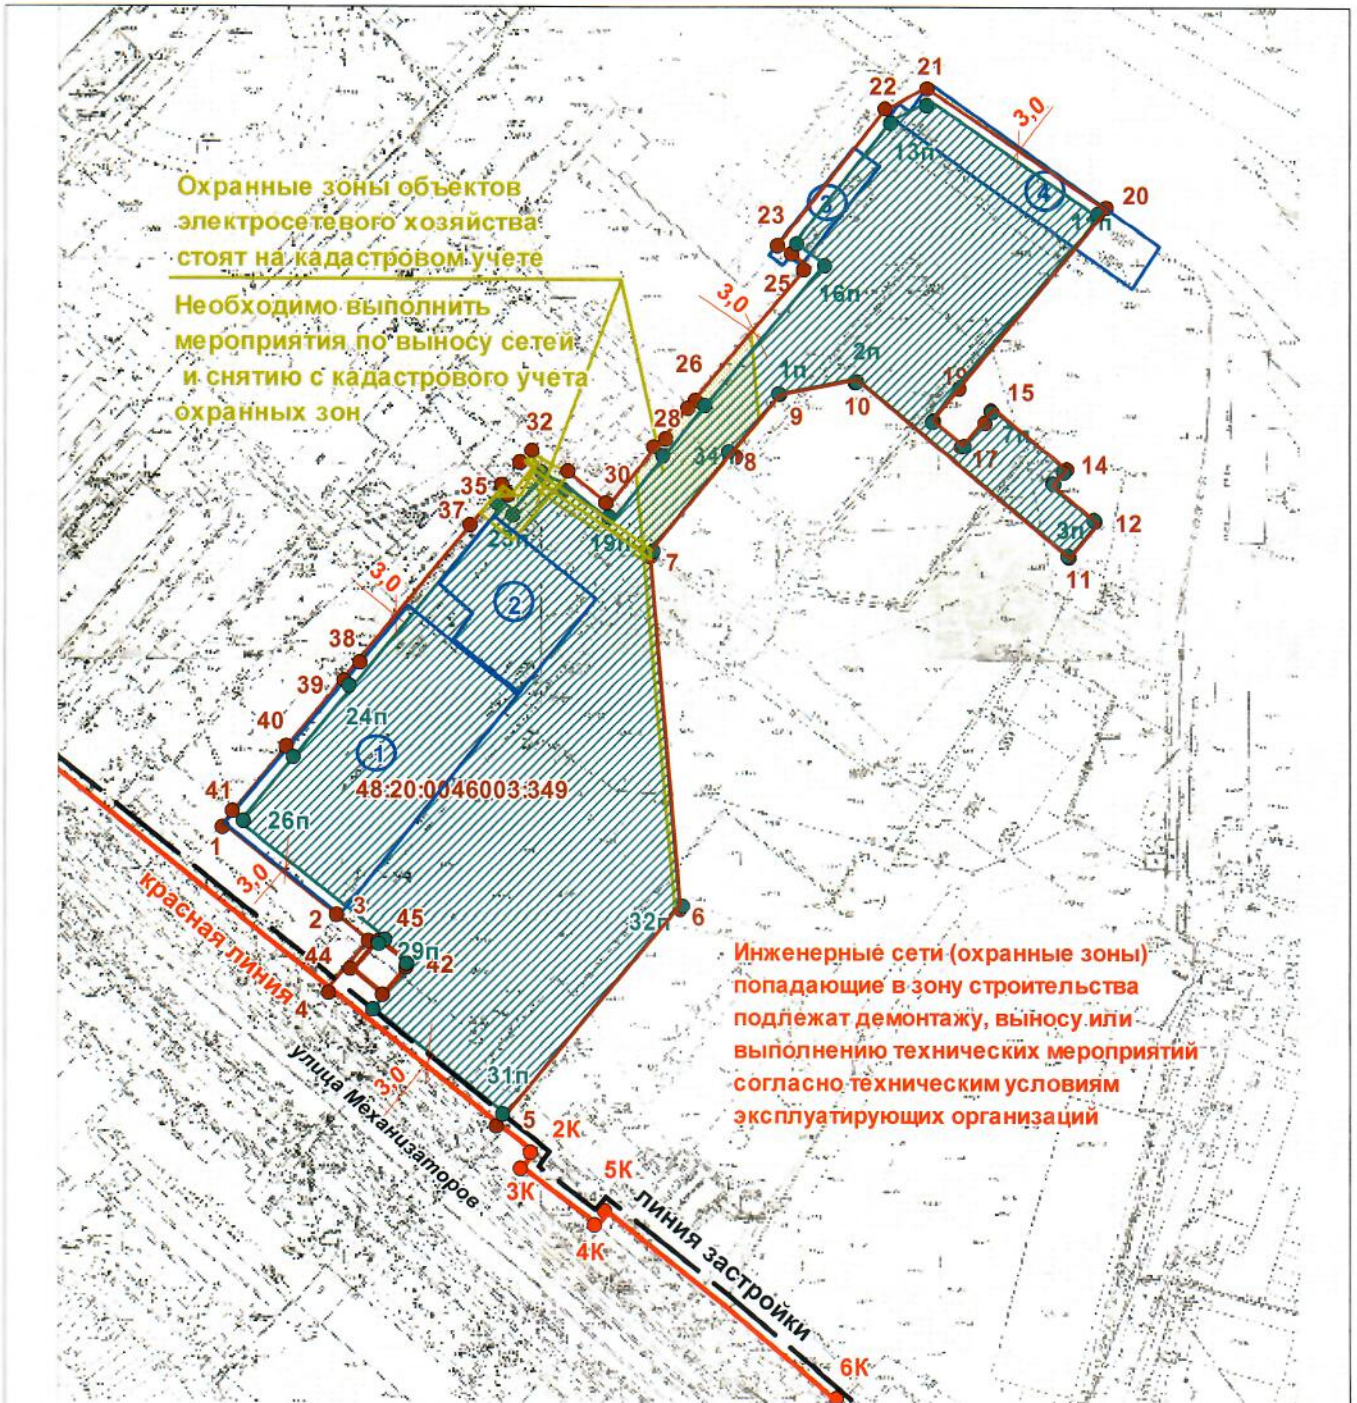 21
22
3,0
13п
Охранные зоны объектов
электросетевого хозяйства
стоят на кадастровом учете
3
4
20
11п
23
25
16п
3,0
Необходимо выполнить
мероприятия по выносу сетей
и снятию с кадастрового учета
охранных зон
26
1п
2п
9
10
19
15
7п
17
14
3п
12
11
28
34п
8
32
30
35
37
23п
19п
7
3,0
2
38
39
24п
40
1
48:20:0046003:349
41
26п
1
3,0
красная линия
2
3
45
29п
42
44
4
32п
6
Инженерные сети (охранные зоны)
попадающие в зону строительства
подлежат демонтажу, выносу или
выполнению технических мероприятий
согласно техническим условиям
эксплуатирующих организаций
улица Механизаторов
3,0
31п
5
2К
3К
5К
4К
линия застройки
6К